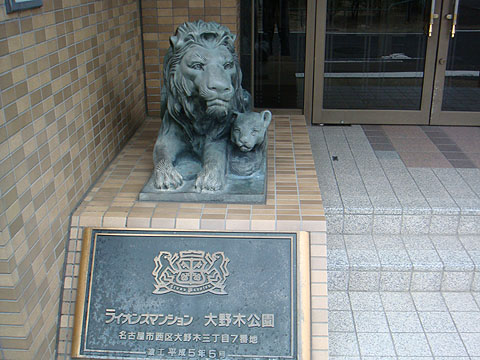 ライオンズマンション 大野木公園
名古屋市西区大野木三丁目7番地
竣工 平成5年5月